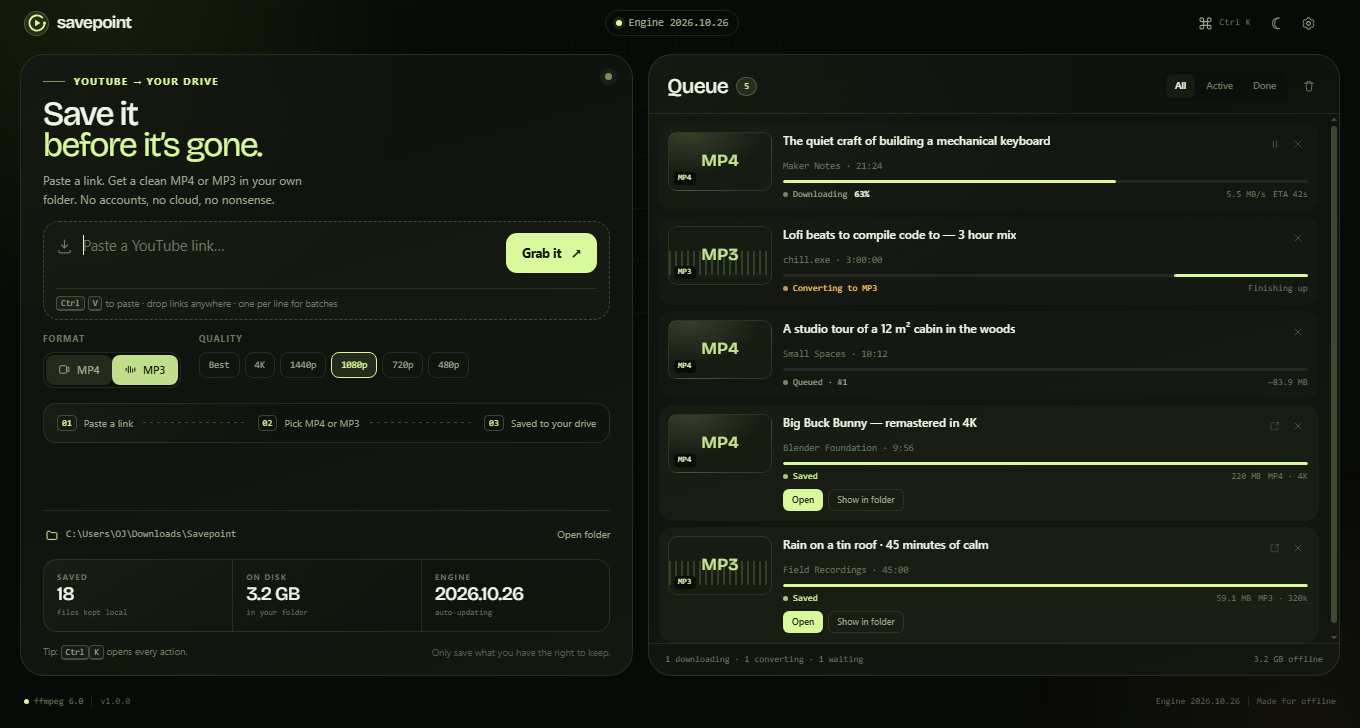 savepoint
Engine 2026.10.26
Ctrl K
YOUTUBE → YOUR DRIVE
Save it
before it's gone.
Paste a link. Get a clean MP4 or MP3 in your own
folder. No accounts, no cloud, no nonsense.
Paste a YouTube link...
Grab it ↗
Ctrl V to paste · drop links anywhere · one per line for batches
FORMAT
MP4 MP3
QUALITY
Best 4K 1440p 1080p 720p 480p
01 Paste a link 02 Pick MP4 or MP3 03 Saved to your drive
C:\Users\OJ\Downloads\Savepoint
Open folder
SAVED
18
files kept local
ON DISK
3.2 GB
in your folder
ENGINE
2026.10.26
auto-updating
Tip: Ctrl K opens every action.
Only save what you have the right to keep.
Queue 5
All Active Done
MP4
MP4
The quiet craft of building a mechanical keyboard
Maker Notes · 21:24
Downloading 63%
5.5 MB/s ETA 42s
MP3
MP3
Lofi beats to compile code to — 3 hour mix
chill.exe · 3:00:00
Converting to MP3
Finishing up
MP4
MP4
A studio tour of a 12 m² cabin in the woods
Small Spaces · 10:12
Queued · #1
~83.9 MB
MP4
MP4
Big Buck Bunny — remastered in 4K
Blender Foundation · 9:56
Saved
220 MB MP4 · 4K
Open Show in folder
MP3
MP3
Rain on a tin roof · 45 minutes of calm
Field Recordings · 45:00
Saved
59.1 MB MP3 · 320k
Open Show in folder
1 downloading · 1 converting · 1 waiting
3.2 GB offline
ffmpeg 6.0 | v1.0.0
Engine 2026.10.26 | Made for offline